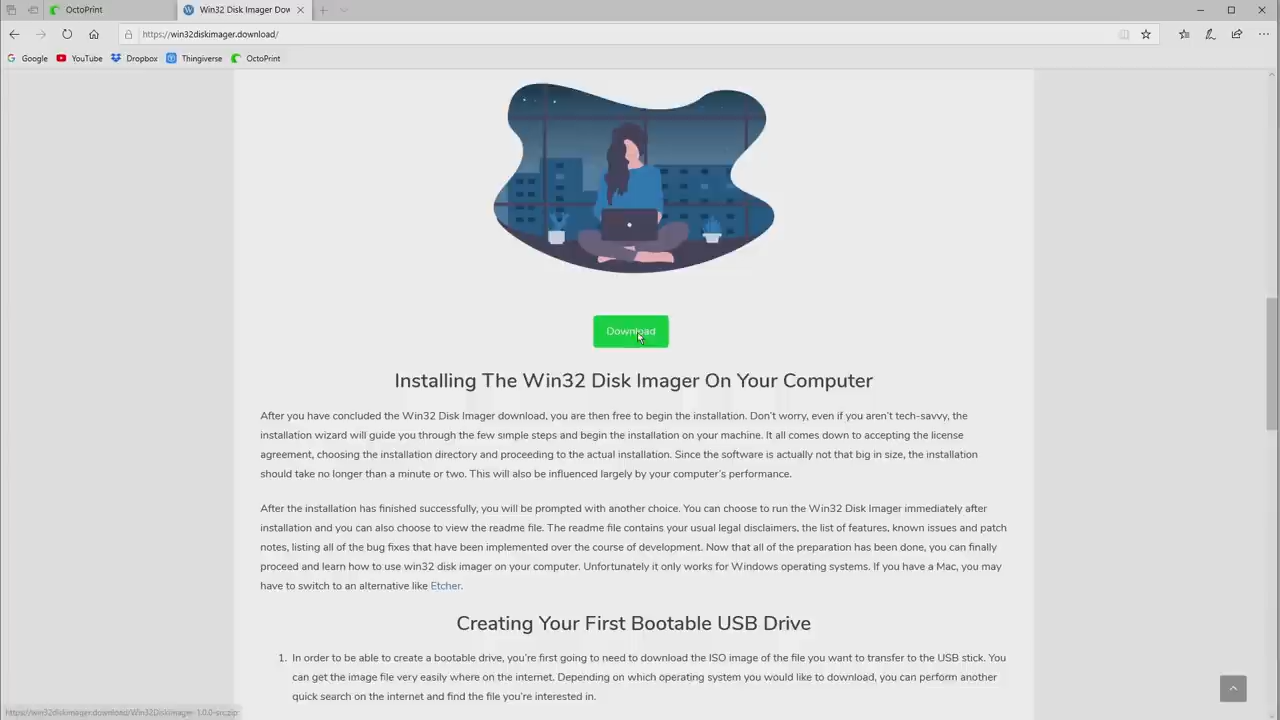 OctoPrint
Win32 Disk Imager Dow
https://win32diskimager.download/
Google YouTube Dropbox Thingiverse OctoPrint
Download
Installing The Win32 Disk Imager On Your Computer
After you have concluded the Win32 Disk Imager download, you are then free to begin the installation. Don’t worry, even if you aren’t tech-savvy, the
installation wizard will guide you through the few simple steps and begin the installation on your machine. It all comes down to accepting the license
agreement, choosing the installation directory and proceeding to the actual installation. Since the software is actually not that big in size, the installation
should take no longer than a minute or two. This will also be influenced largely by your computer’s performance.
After the installation has finished successfully, you will be prompted with another choice. You can choose to run the Win32 Disk Imager immediately after
installation and you can also choose to view the readme file. The readme file contains your usual legal disclaimers, the list of features, known issues and patch
notes, listing all of the bug fixes that have been implemented over the course of development. Now that all of the preparation has been done, you can finally
proceed and learn how to use win32 disk imager on your computer. Unfortunately it only works for Windows operating systems. If you have a Mac, you may
have to switch to an alternative like Etcher.
Creating Your First Bootable USB Drive
1. In order to be able to create a bootable drive, you’re first going to need to download the ISO image of the file you want to transfer to the USB stick. You
can get the image file very easily where on the internet. Depending on which operating system you would like to download, you can perform another
quick search on the internet and find the file you’re interested in.
https://win32diskimager.download/Win32DiskImager-1.0.0-src.zip